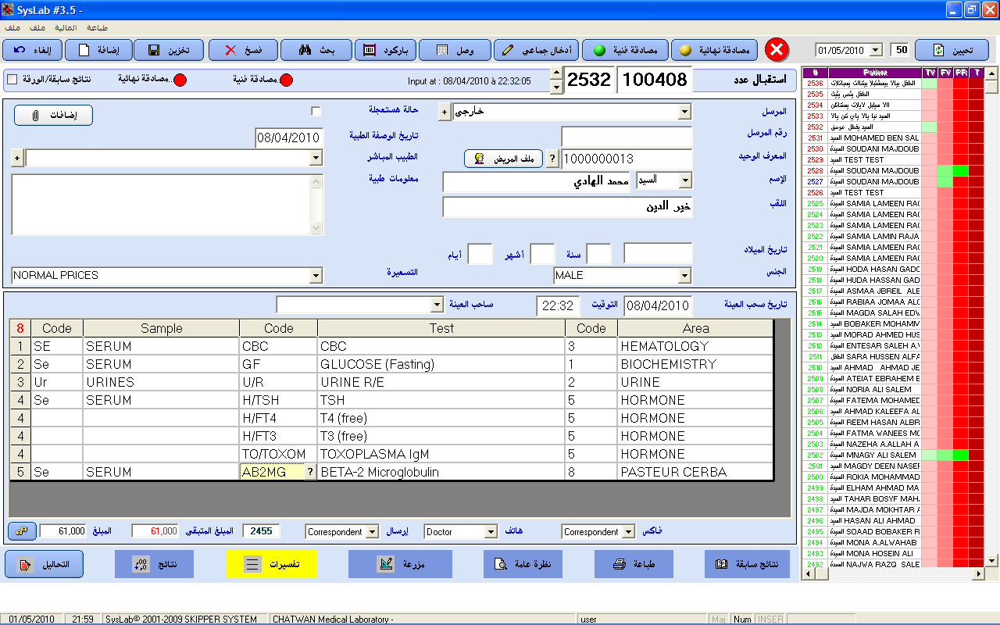 SysLab #3.5 -
ملف ملف المالية طباعة
إلغاء إضافة تخزين فسخ بحث باركود وصل أدخال جماعي مصادقة فنية مصادقة نهائية 01/05/2010 50 تحيين
نتائج سابقة/الورقة مصادقة نهائية.. مصادقة فنية. Input at : 08/04/2010 à 22:32:05 2532 100408 استقبال عدد
إضافات حالة مستعجلة + خارجي المرسل
08/04/2010 تاريخ الوصفة الطبية رقم المرسل
+ الطبيب المباشر ملف المريض ? 1000000013 المعرف الوحيد
معلومات طبية محمد الهادي السيد الإسم
خير الدين اللقب
أيام أشهر سنة تاريخ الميلاد
NORMAL PRICES التسعيرة MALE الجنس
صاحب العينة 22:32 التوقيت 08/04/2010 تاريخ سحب العينة
8 Code Sample Code Test Code Area
1 SE SERUM CBC CBC 3 HEMATOLOGY
2 Se SERUM GF GLUCOSE (Fasting) 1 BIOCHEMISTRY
3 Ur URINES U/R URINE R/E 2 URINE
4 Se SERUM H/TSH TSH 5 HORMONE
4 H/FT4 T4 (free) 5 HORMONE
4 H/FT3 T3 (free) 5 HORMONE
4 TO/TOXOM TOXOPLASMA IgM 5 HORMONE
5 Se SERUM AB2MG ? BETA-2 Microglobulin 8 PASTEUR CERBA
61,000 المبلغ 61,000 المبلغ المتبقي 2455 Correspondent إرسال Doctor هاتف Correspondent فاكس
التحاليل نتائج تفسيرات مزرعة نظرة عامة طباعة نتائج سابقة
# Patient TV FV PR T
2536 الطفل
2535 الطفل
2534
2533 السيد
2532 السيد
2531 السيد MOHAMED BEN SAL
2530 السيدة SOUDANI MAJDOUB
2529 السيد TEST TEST
2528 السيدة SOUDANI MAJDOUB
2527 السيدة SOUDANI MAJDOUB
2526 السيد TEST TEST
2525 السيدة SAMIA LAMEEN RA
2524 السيدة SAMIA LAMEEN RA
2523 السيدة SAMIA LAMEEN RA
2522 السيدة SAMIA LAMIN RAJA
2521 السيدة SAMIA LAMEEN RA
2520 السيدة SAMIA LAMEEN RA
2519 السيدة HODA HASAN GADO
2518 السيدة HUDA HASSAN GAD
2517 السيدة ASMAA JBREIL ALE
2516 السيدة RABIAA JOMAA AL
2515 السيدة MAGDA SALAH EDW
2514 السيد BOBAKER MOHAMM
2513 السيد MORAD AHMED HUS
2512 السيدة ENTESAR SALEH A.
2511 الطفل SARA HUSSEN ALFA
2510 السيد AHMAD AHMED JE
2509 السيدة ATEIAT EBRAHEM E
2508 السيدة NORIA ALI SALEM
2507 السيدة FATEMA MOHAMED
2506 السيد AHMAD KALEEFA AL
2505 السيدة REEM HASAN ALBR
2504 السيدة FATMA WANEES MO
2503 السيدة NAZEHA A.ALLAH A
2502 السيدة MNAGY ALI SALEM
2501 السيد MAGDY DEEN NASE
2500 السيدة ROKIA MOHAMMAD
2499 السيدة ELHAM AHMAD MA
2498 السيد TAHAR BOSYF MAH
2497 السيدة MAJDA MOKHTAR A
2496 السيد HASAN ALI AHMAD
2495 السيدة SOAAD BOBAKER R
2494 السيدة MONA A.ALWAHAB
2493 السيدة MONA HOSEIN ALI
2492 السيدة NAJWA RAZQ SALE
01/05/2010 21:59 SysLab© 2001-2009 SKIPPER SYSTEM CHATWAN Medical Laboratory - user Maj Num INSER